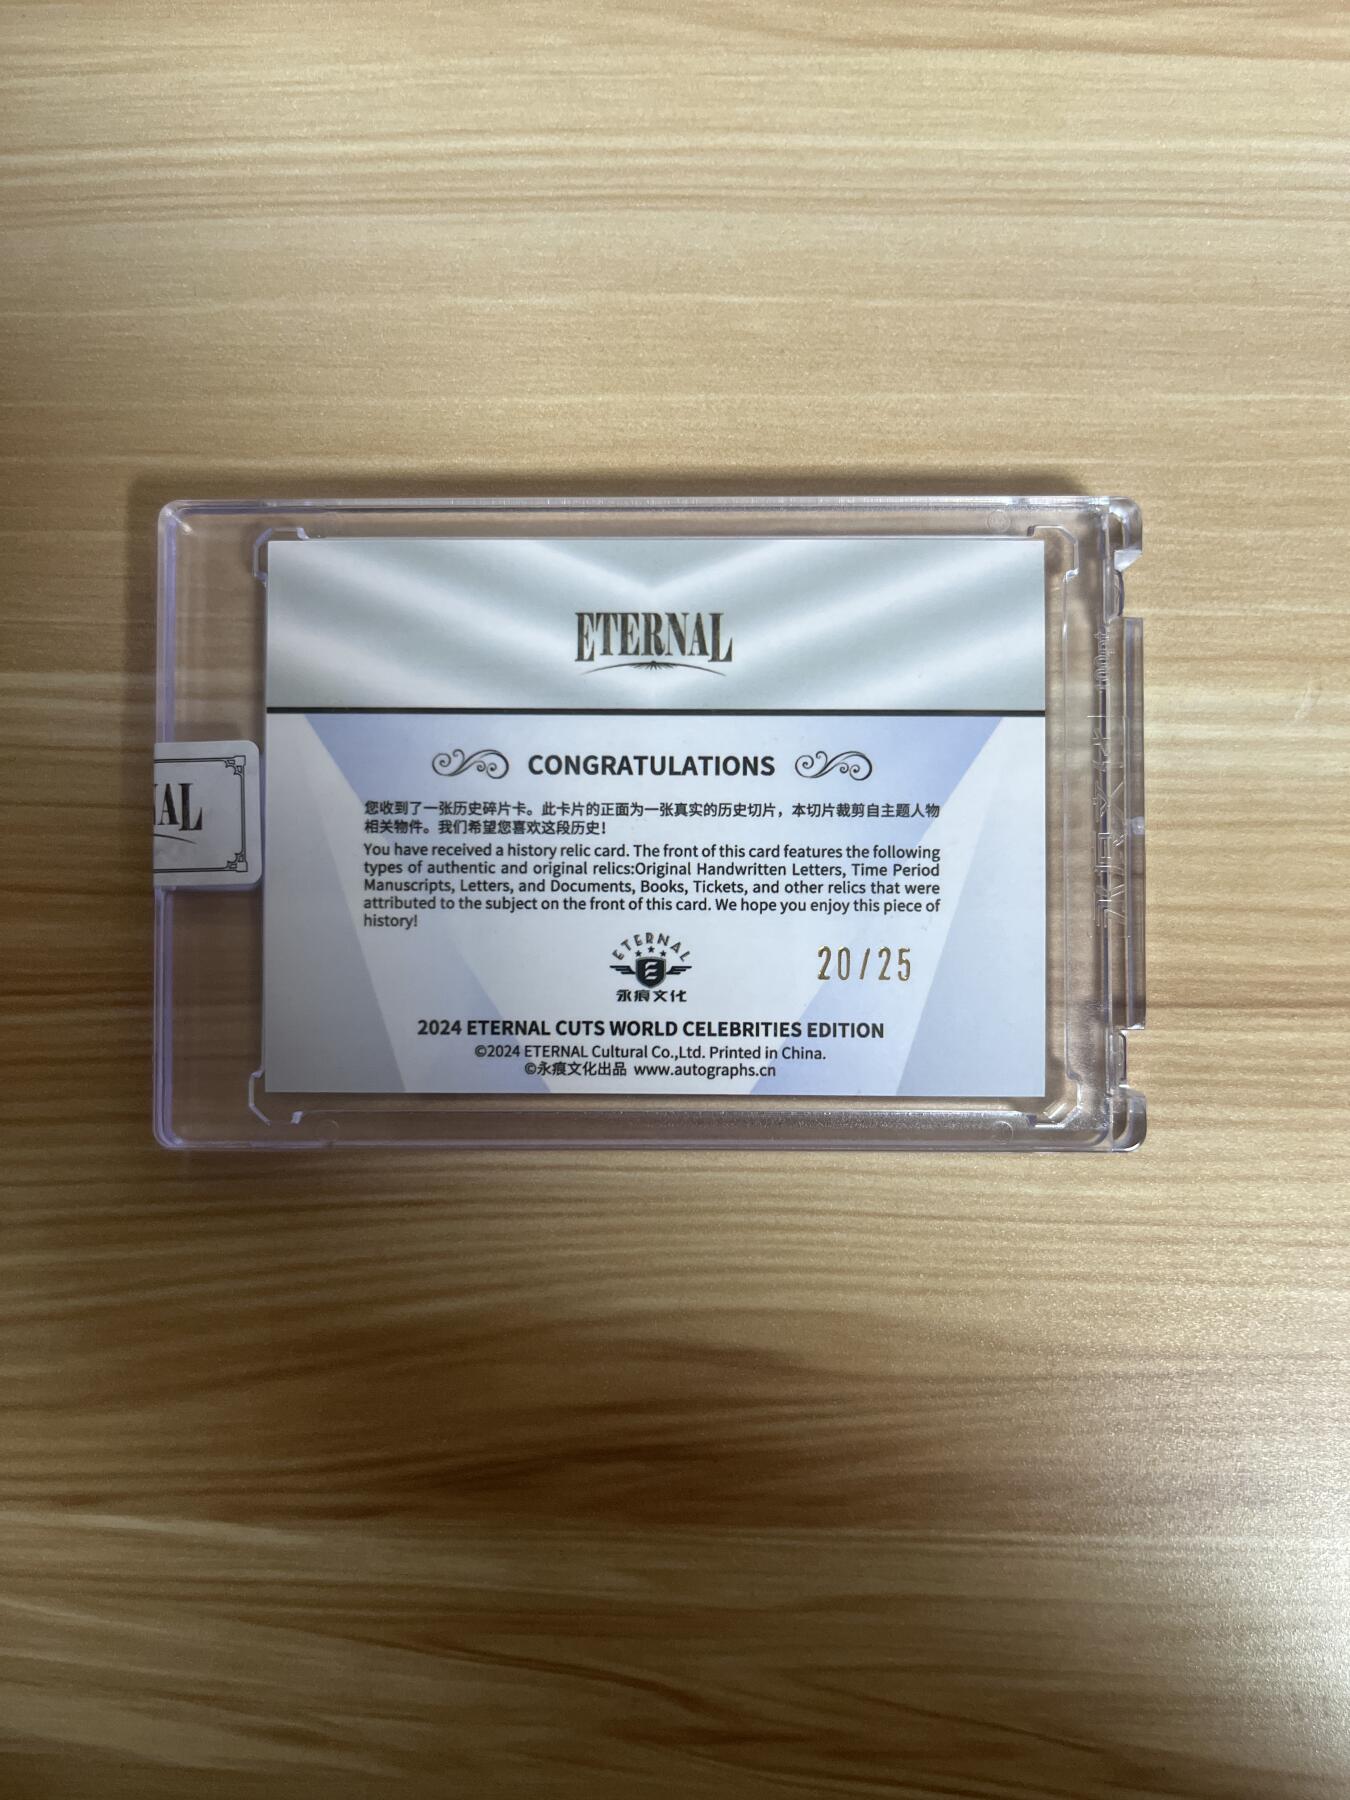 ETERNAL
CONGRATULATIONS
您收到了一张历史碎片卡。此卡片的正面为一张真实的历史切片，本切片裁剪自主题人物
相关物件。我们希望您喜欢这段历史!
You have received a history relic card. The front of this card features the following
types of authentic and original relics:Original Handwritten Letters, Time Period
Manuscripts, Letters, and Documents, Books, Tickets, and other relics that were
attributed to the subject on the front of this card. We hope you enjoy this piece of
history!
ETERNAL
E
永痕文化
20/25
2024 ETERNAL CUTS WORLD CELEBRITIES EDITION
©2024 ETERNAL Cultural Co.,Ltd. Printed in China.
©永痕文化出品 www.autographs.cn
NAL